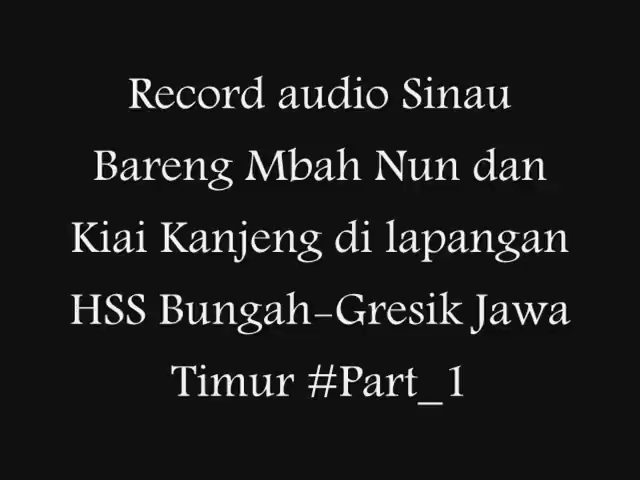 Record audio Sinau
Bareng Mbah Nun dan
Kiai Kanjeng di lapangan
HSS Bungah-Gresik Jawa
Timur #Part_1